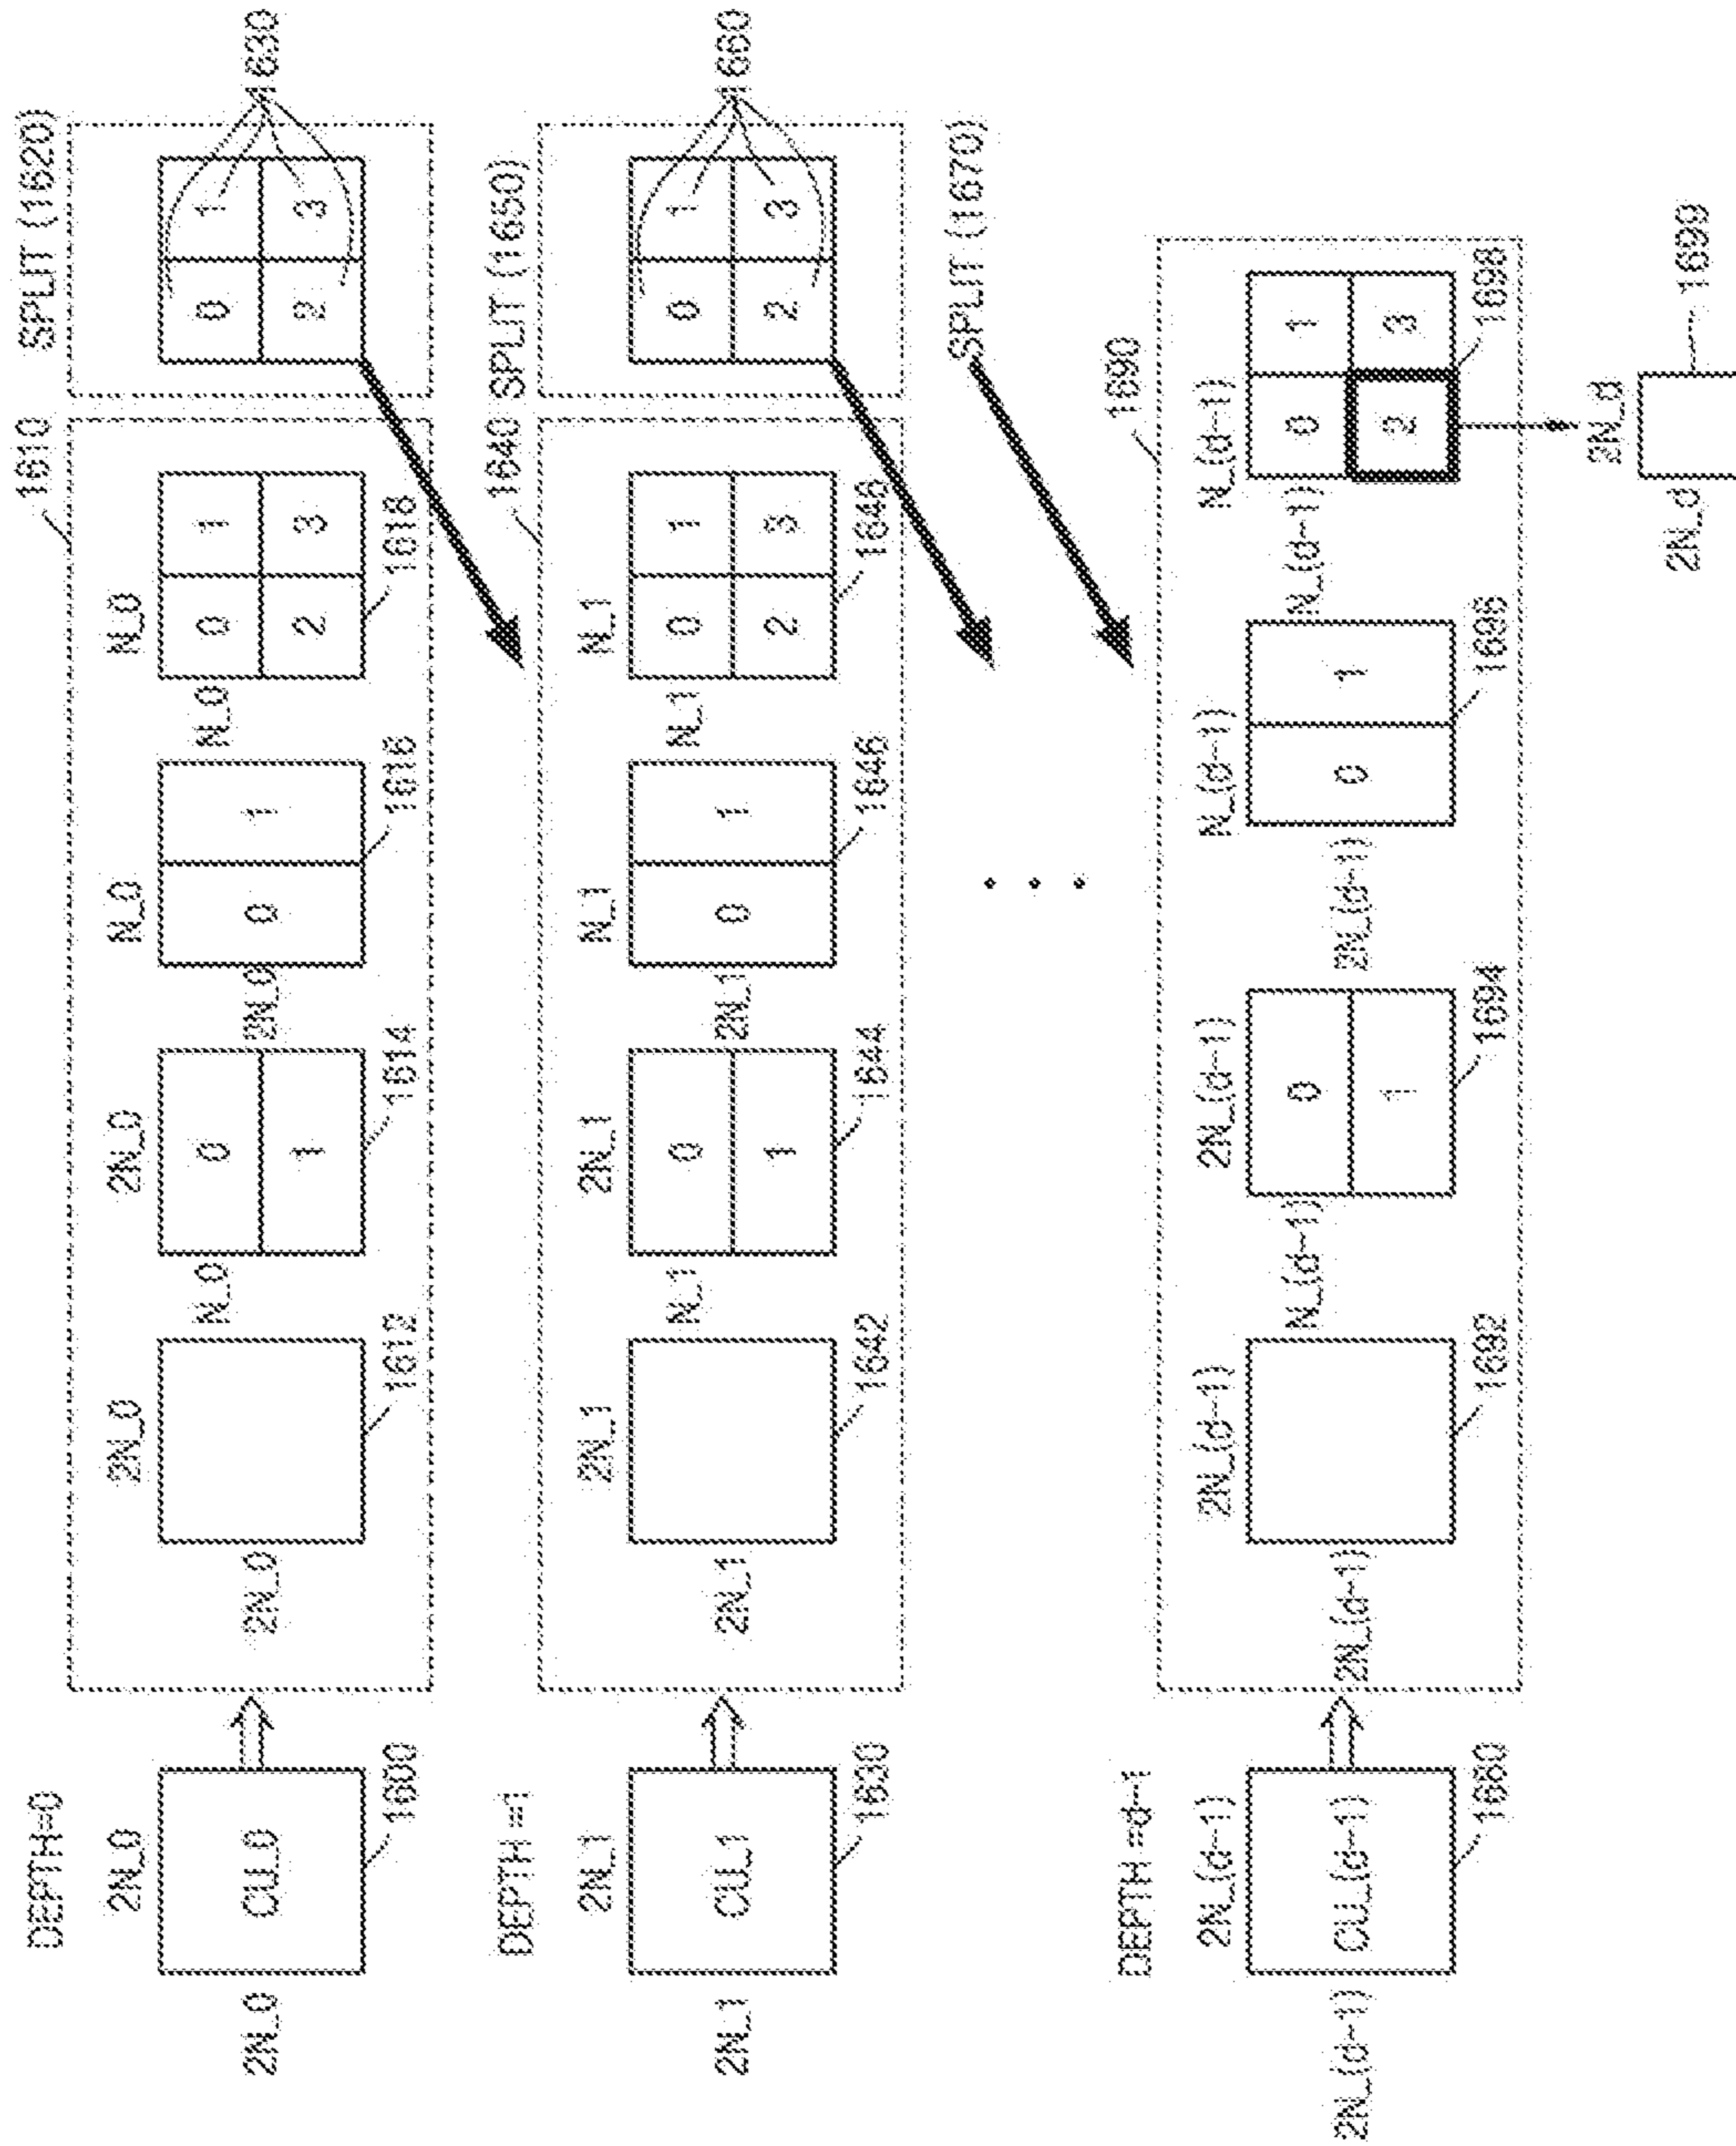 DEPTH=0
2N_0
2N_0
CU_0
1600
1610
2N_0
2N_0
1612
2N_0
N_0
0
1
1614
N_0
2N_0
0 1
1616
N_0
N_0
0 1
2 3
1618
SPLIT (1620)
0 1
2 3
1630
DEPTH=1
2N_1
2N_1
CU_1
1630
1640
2N_1
2N_1
1642
2N_1
N_1
0
1
1644
N_1
2N_1
0 1
1646
N_1
N_1
0 1
2 3
1648
SPLIT (1650)
0 1
2 3
1660
SPLIT (1670)
DEPTH=d-1
2N_(d-1)
2N_(d-1)
CU_(d-1)
1680
1690
2N_(d-1)
2N_(d-1)
1692
2N_(d-1)
N_(d-1)
0
1
1694
N_(d-1)
2N_(d-1)
0 1
1696
N_(d-1)
N_(d-1)
0 1
2 3
1698
2N_d
2N_d
1699